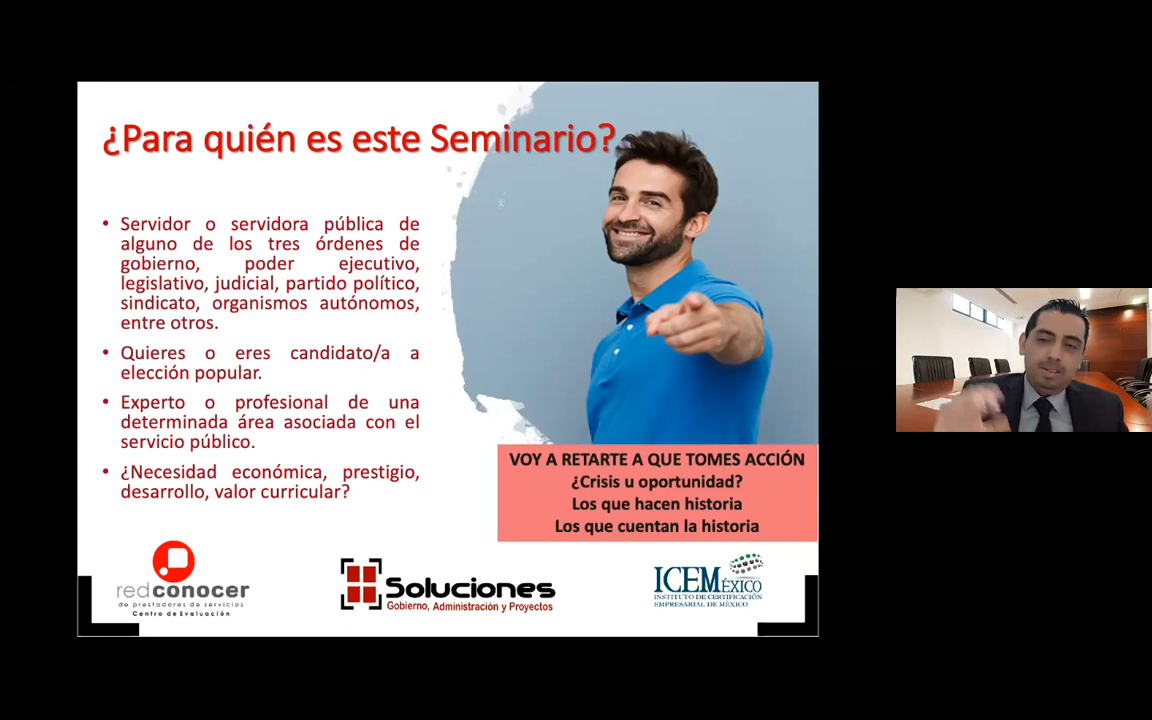 ¿Para quién es este Seminario?
• Servidor o servidora pública de
alguno de los tres órdenes de
gobierno, poder ejecutivo,
legislativo, judicial, partido político,
sindicato, organismos autónomos,
entre otros.
• Quieres o eres candidato/a a
elección popular.
• Experto o profesional de una
determinada área asociada con el
servicio público.
• ¿Necesidad económica, prestigio,
desarrollo, valor curricular?
VOY A RETARTE A QUE TOMES ACCIÓN
¿Crisis u oportunidad?
Los que hacen historia
Los que cuentan la historia
redconocer
de prestadores de servicios
Centro de Evaluación
Soluciones
Gobierno, Administración y Proyectos
ICEMÉXICO
INSTITUTO DE CERTIFICACIÓN
EMPRESARIAL DE MÉXICO